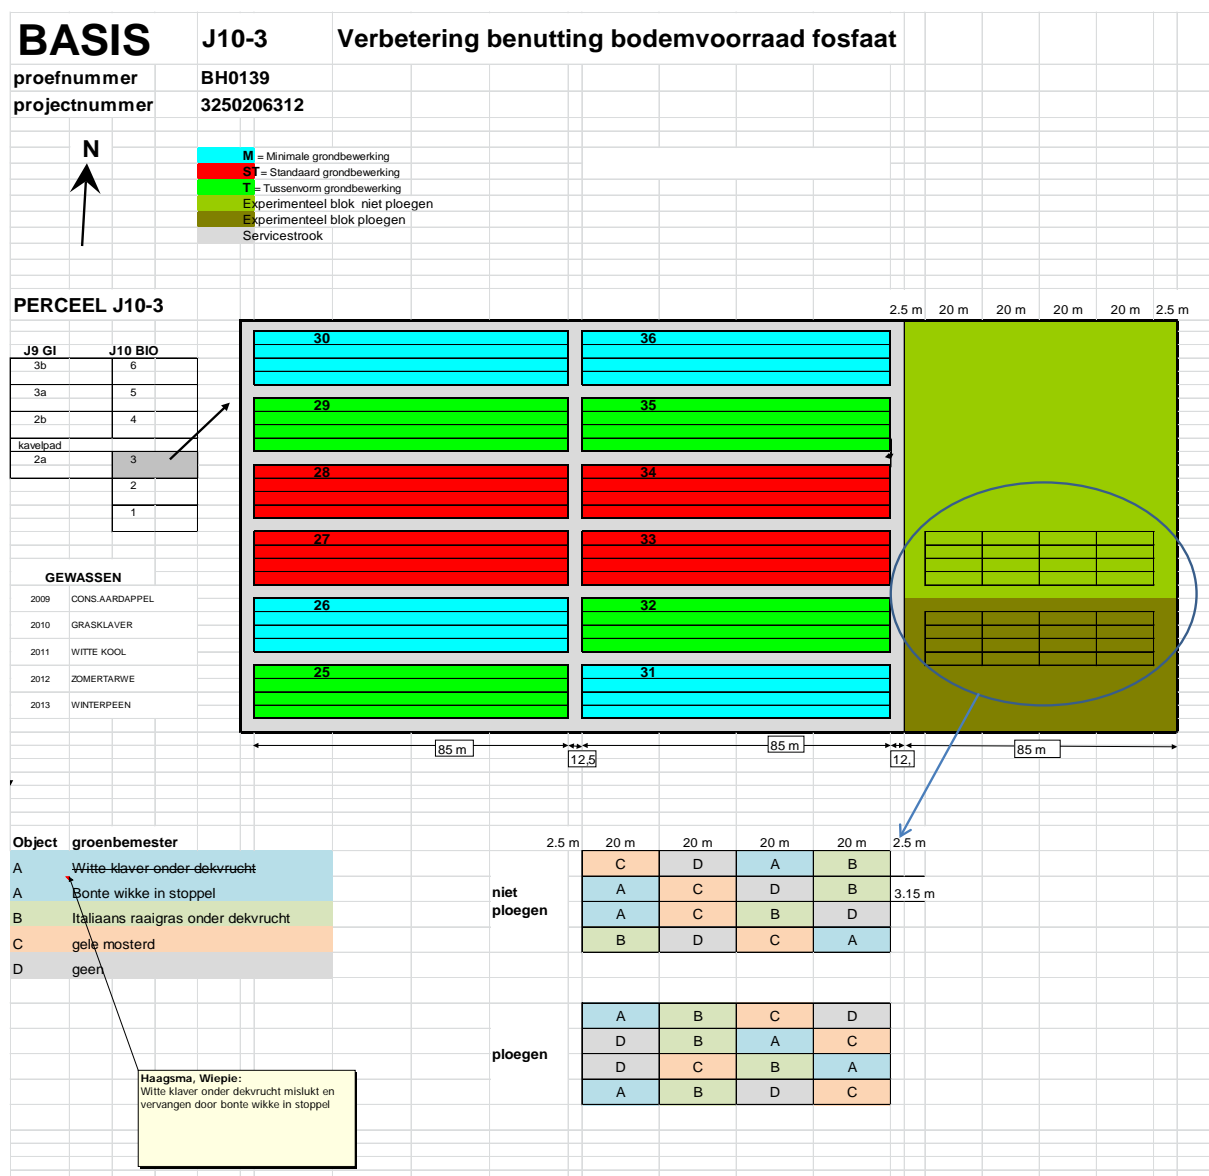 BASIS J10-3 Verbetering benutting bodemvoorraad fosfaat
proefnummer BH0139
projectnummer 3250206312
N
M = Minimale grondbewerking
ST = Standaard grondbewerking
T = Tussenvorm grondbewerking
Experimenteel blok niet ploegen
Experimenteel blok ploegen
Servicestrook
PERCEEL J10-3
2.5 m 20 m 20 m 20 m 20 m 2.5 m
J9 GI J10 BIO
3b 6
3a 5
2b 4
kavelpad
2a 3
2
1
30 36
29 35
28 34
27 33
26 32
25 31
GEWASSEN
2009 CONS.AARDAPPEL
2010 GRASKLAVER
2011 WITTE KOOL
2012 ZOMERTARWE
2013 WINTERPEEN
85 m 12,5 85 m 12, 85 m
Object groenbemester
A Witte klaver onder dekvrucht
A Bonte wikke in stoppel
B Italiaans raaigras onder dekvrucht
C gele mosterd
D geen
2.5 m 20 m 20 m 20 m 20 m 2.5 m
niet
ploegen
C D A B
A C D B
A C B D
B D C A
3.15 m
ploegen
A B C D
D B A C
D C B A
A B D C
Haagsma, Wiepie:
Witte klaver onder dekvrucht mislukt en
vervangen door bonte wikke in stoppel